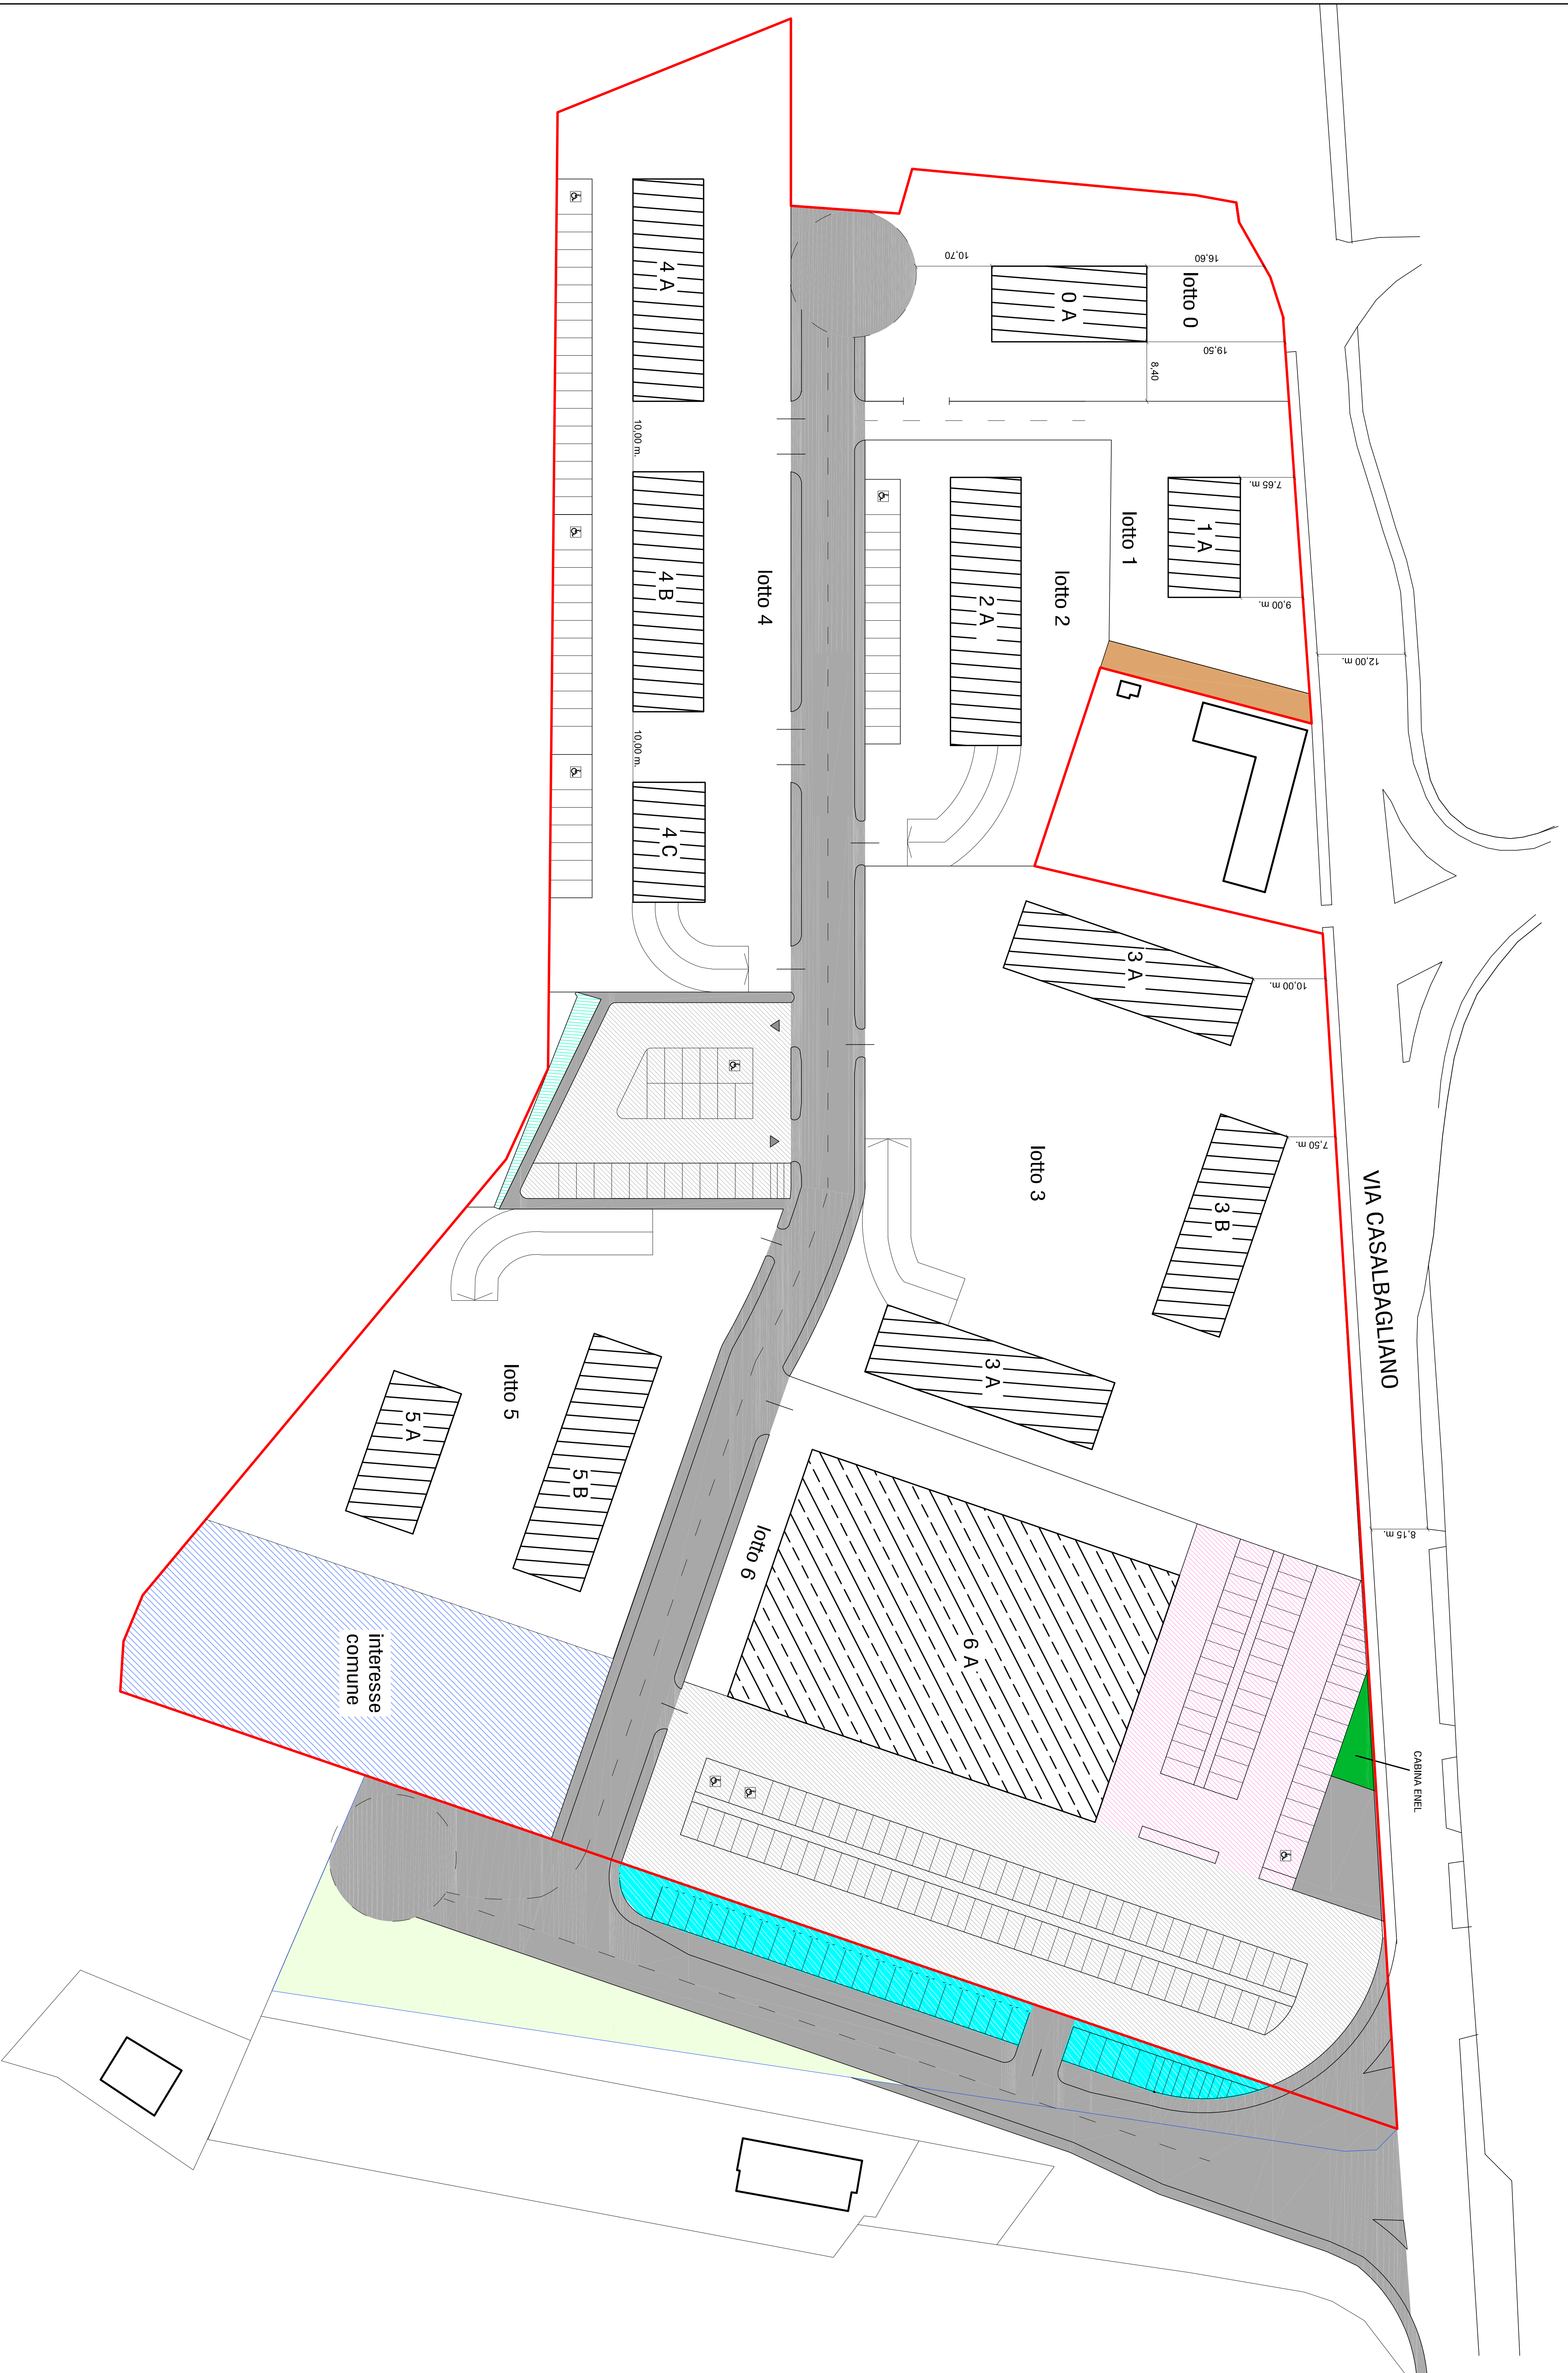 10,70
16,60
lotto 0
0 A
19,50
8,40
4 A
10,00 m.
7.65 m.
1 A
lotto 1
9,00 m.
12,00 m.
lotto 2
2 A
lotto 4
4 B
10,00 m.
4 C
3 A
10,00 m.
7,50 m.
lotto 3
3 B
VIA CASALBAGLIANO
3 A
lotto 5
5 A
5 B
lotto 6
6 A
8,15 m.
interesse
comune
CABINA ENEL